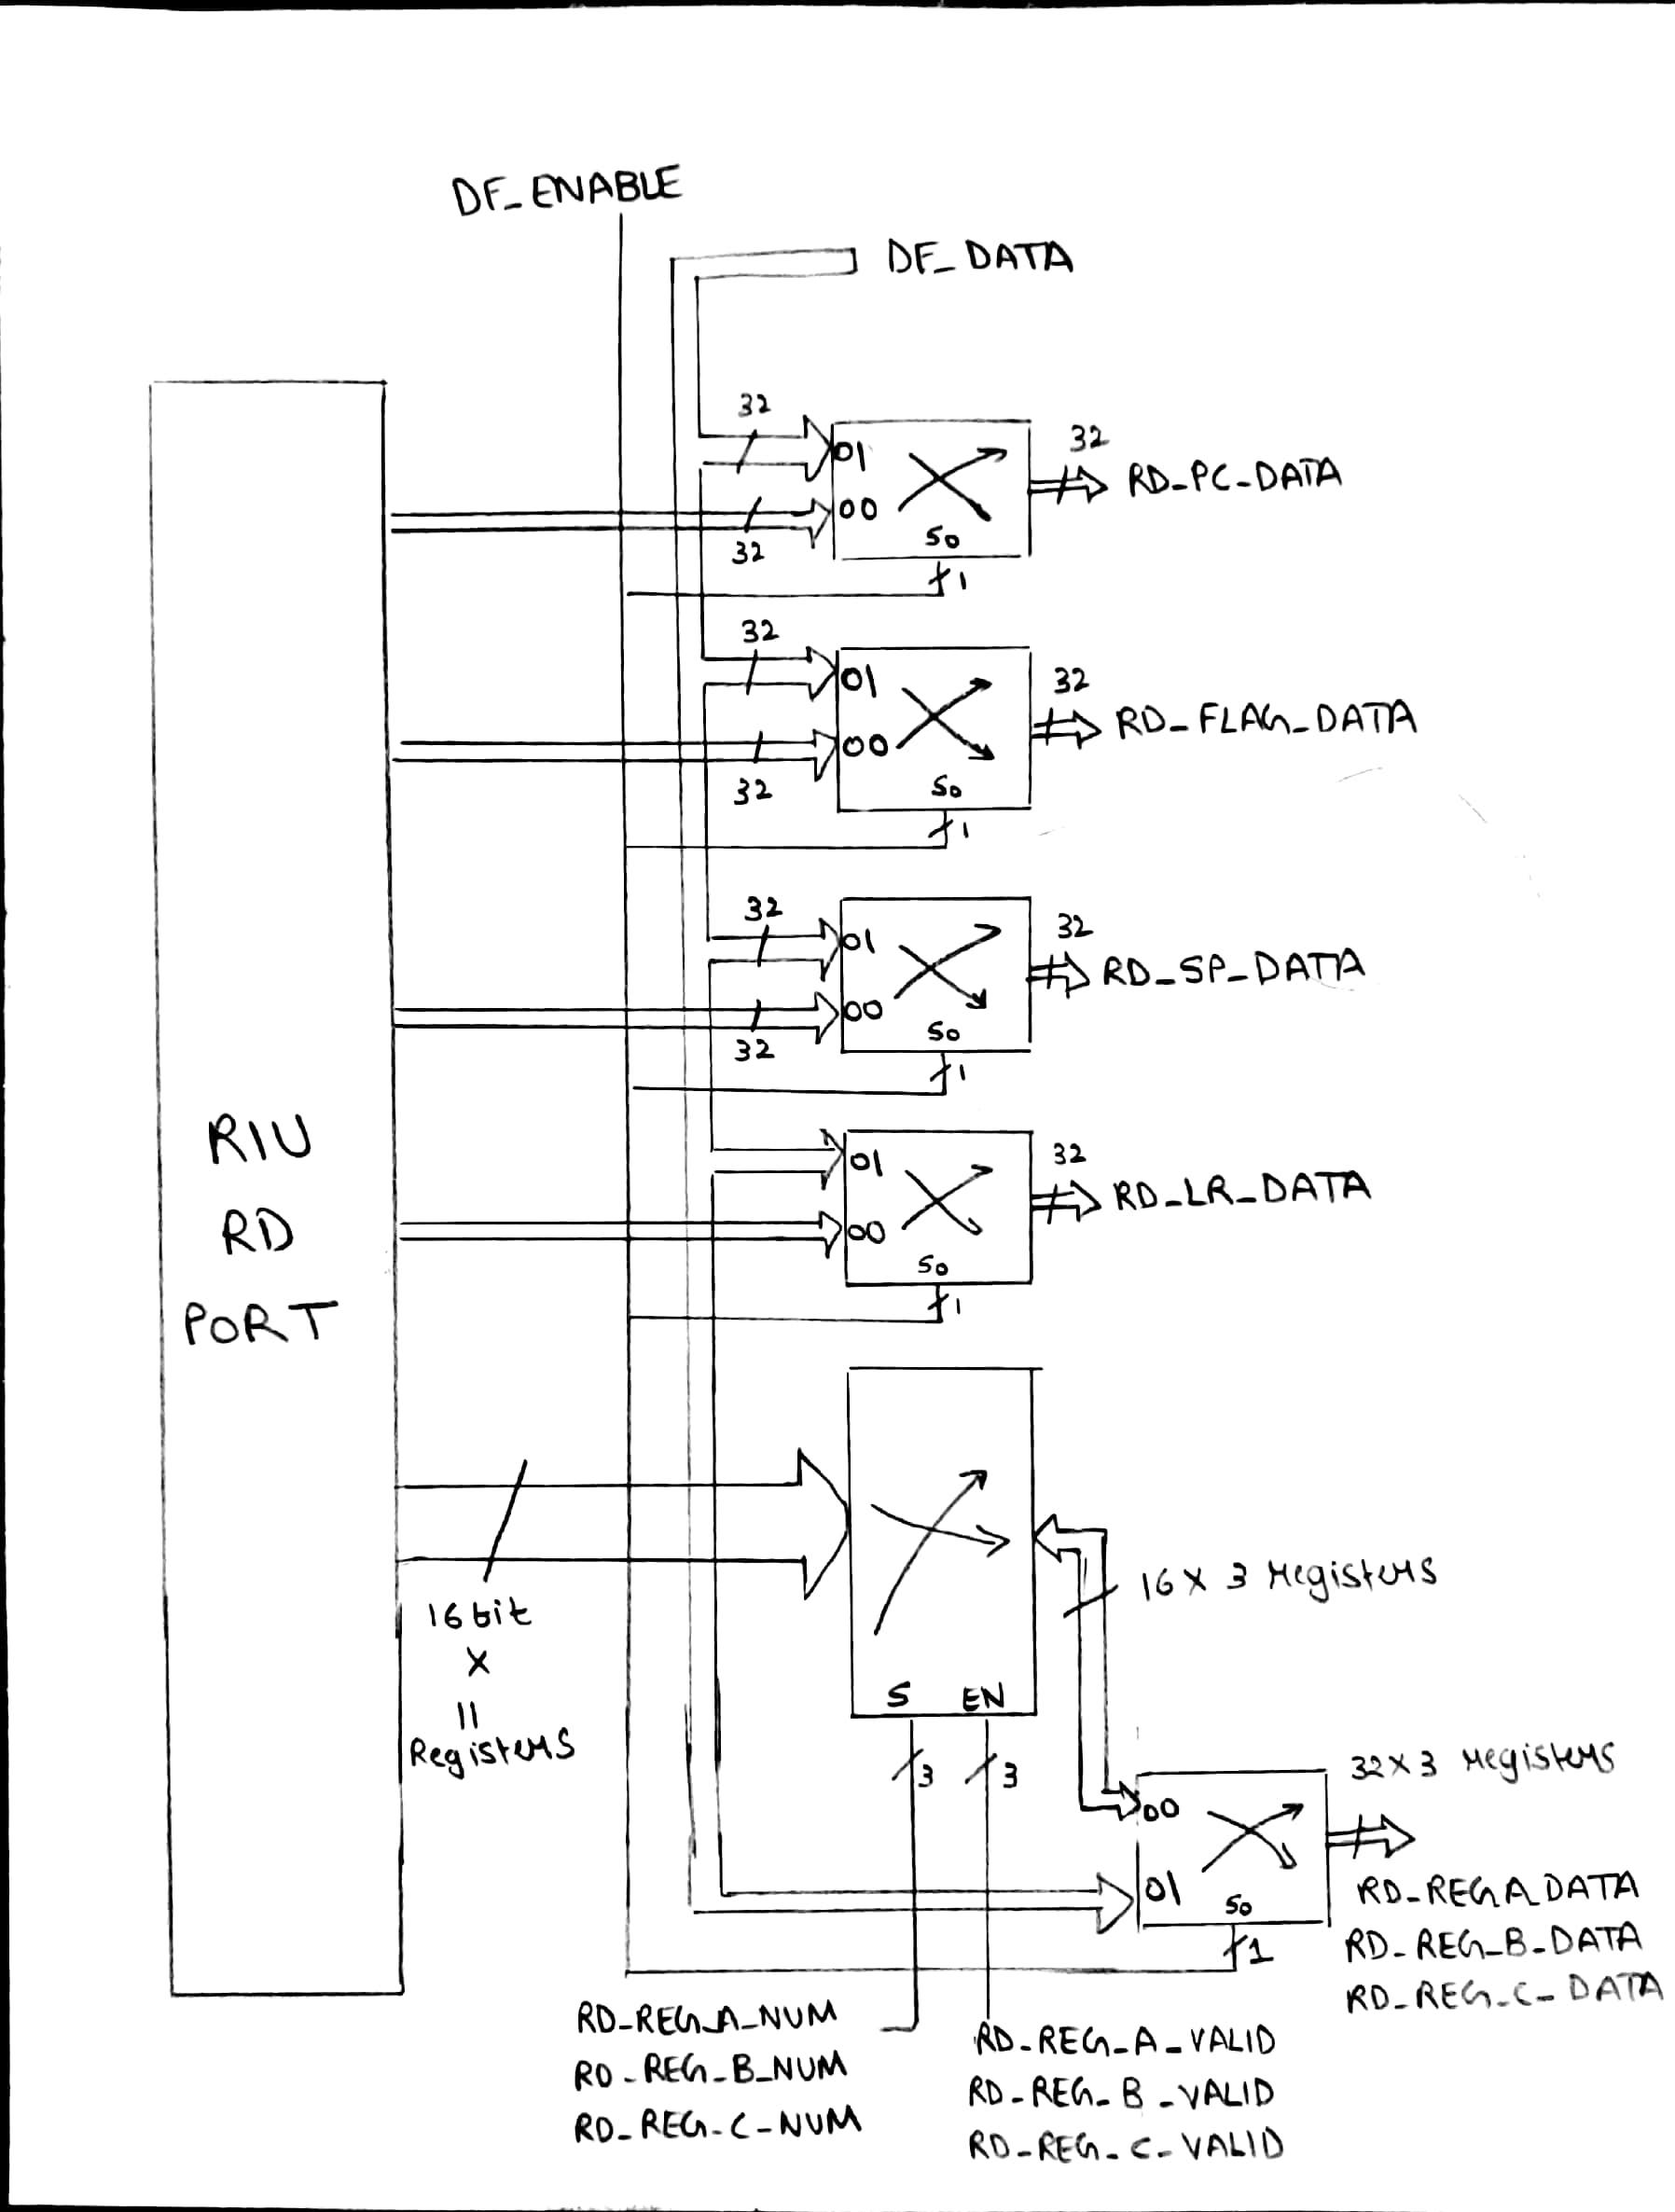 DF_ENABLE
DF_DATA
32
01
00
32
S0
1
32
RD_PC_DATA
32
01
00
32
S0
1
32
RD_FLAG_DATA
32
01
00
32
S0
1
32
RD_SP_DATA
RIU
RD
PORT
01
00
S0
1
32
RD_LR_DATA
16 bit
X
11
Registers
S EN
3
3
16 X 3 registers
00
01
S0
1
32 X 3 registers
RD_REG A DATA
RD_REG_B_DATA
RD_REG_C_DATA
RD_REG_A_NUM
RD_REG_B_NUM
RD_REG_C_NUM
RD_REG_A_VALID
RD_REG_B_VALID
RD_REG_C_VALID